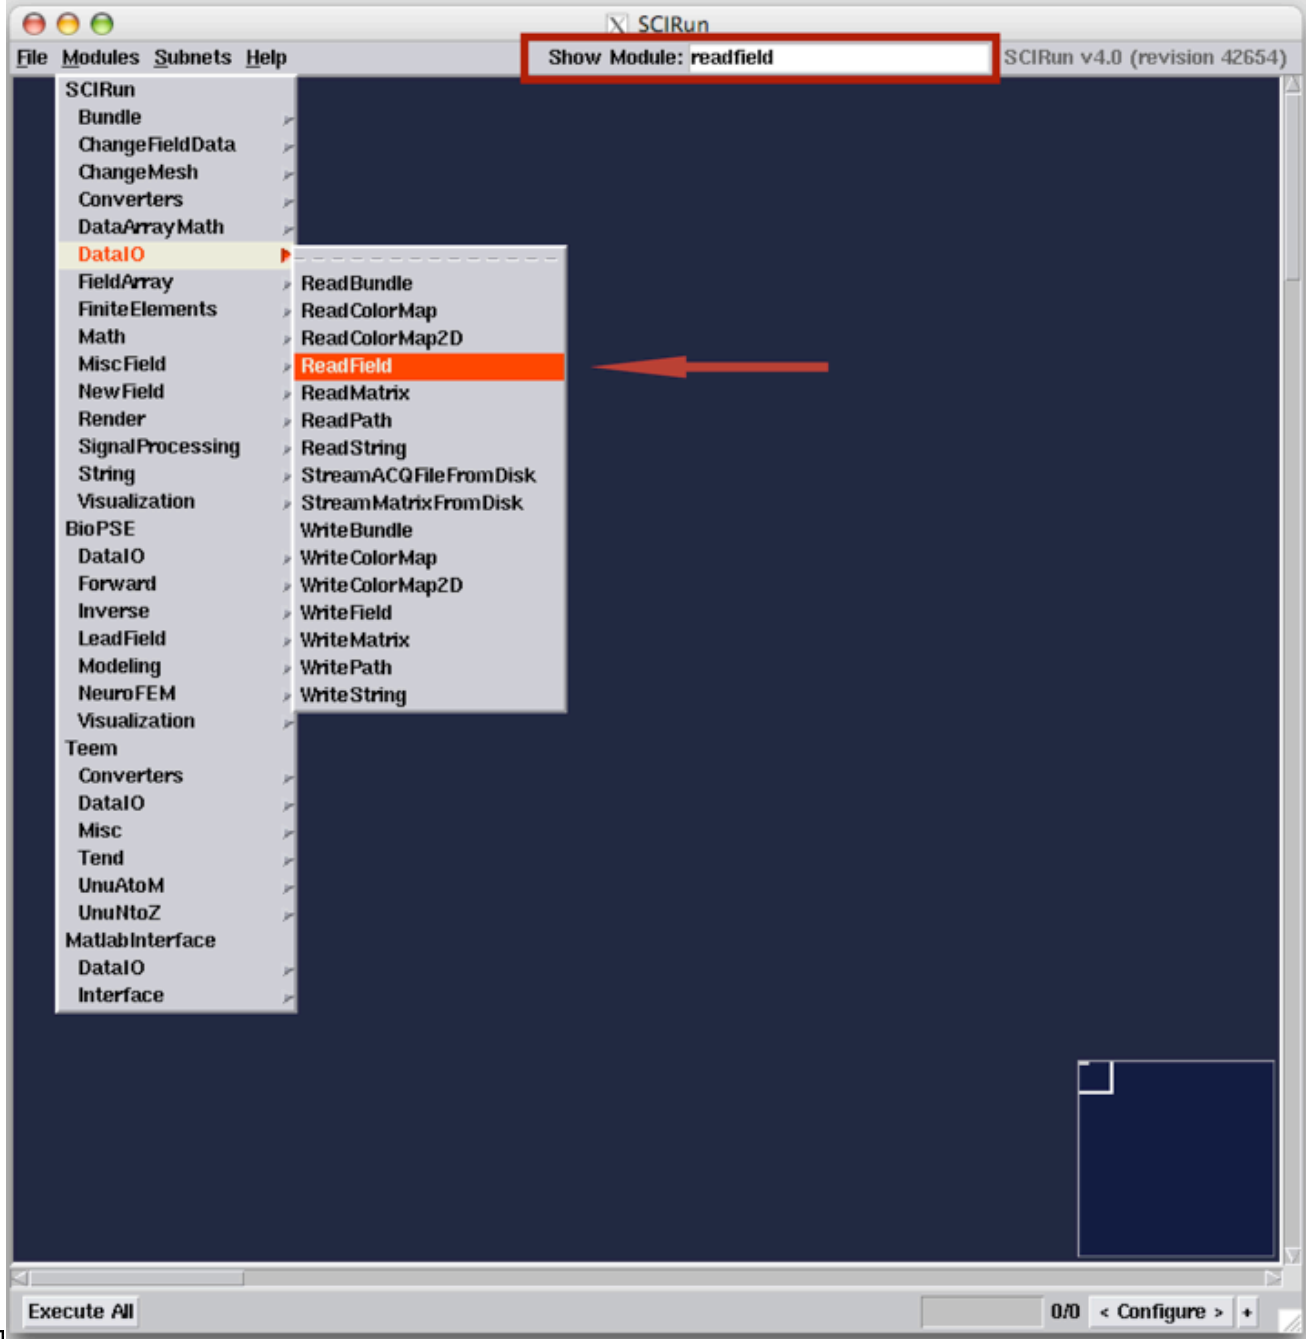 SCIRun
File Modules Subnets Help Show Module: readfield SCIRun v4.0 (revision 42654)
SCIRun
Bundle
ChangeFieldData
ChangeMesh
Converters
DataArrayMath
DataIO
FieldArray
FiniteElements
Math
MiscField
NewField
Render
SignalProcessing
String
Visualization
BioPSE
DataIO
Forward
Inverse
LeadField
Modeling
NeuroFEM
Visualization
Teem
Converters
DataIO
Misc
Tend
UnuAtoM
UnuNtoZ
MatlabInterface
DataIO
Interface
ReadBundle
ReadColorMap
ReadColorMap2D
ReadField
ReadMatrix
ReadPath
ReadString
StreamACQFileFromDisk
StreamMatrixFromDisk
WriteBundle
WriteColorMap
WriteColorMap2D
WriteField
WriteMatrix
WritePath
WriteString
Execute All 0/0 < Configure > +